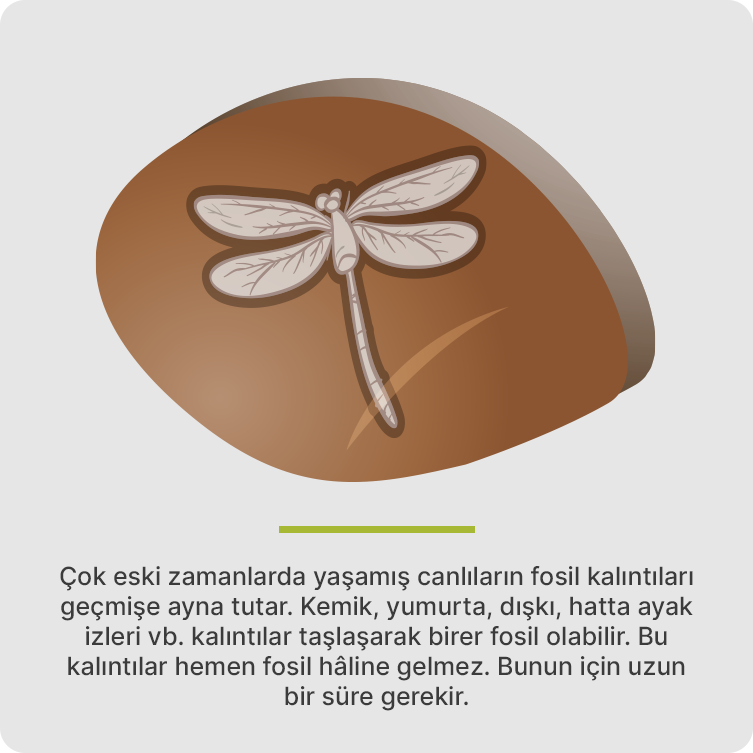 Çok eski zamanlarda yaşamış canlıların fosil kalıntıları
geçmişe ayna tutar. Kemik, yumurta, dışkı, hatta ayak
izleri vb. kalıntılar taşlaşarak birer fosil olabilir. Bu
kalıntılar hemen fosil hâline gelmez. Bunun için uzun
bir süre gerekir.